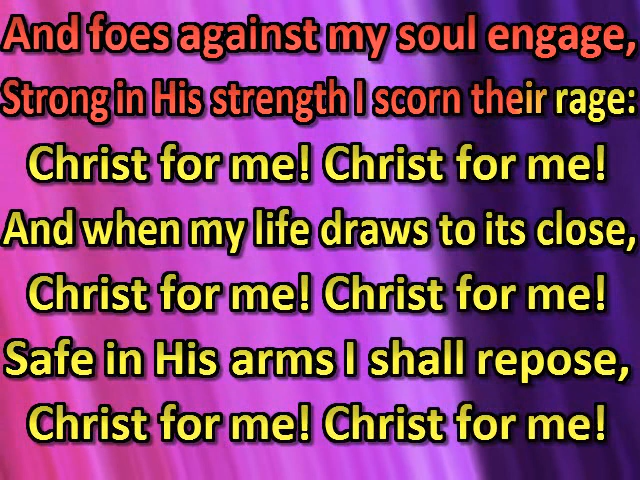 And foes against my soul engage,
Strong in His strength I scorn their rage:
Christ for me! Christ for me!
And when my life draws to its close,
Christ for me! Christ for me!
Safe in His arms I shall repose,
Christ for me! Christ for me!